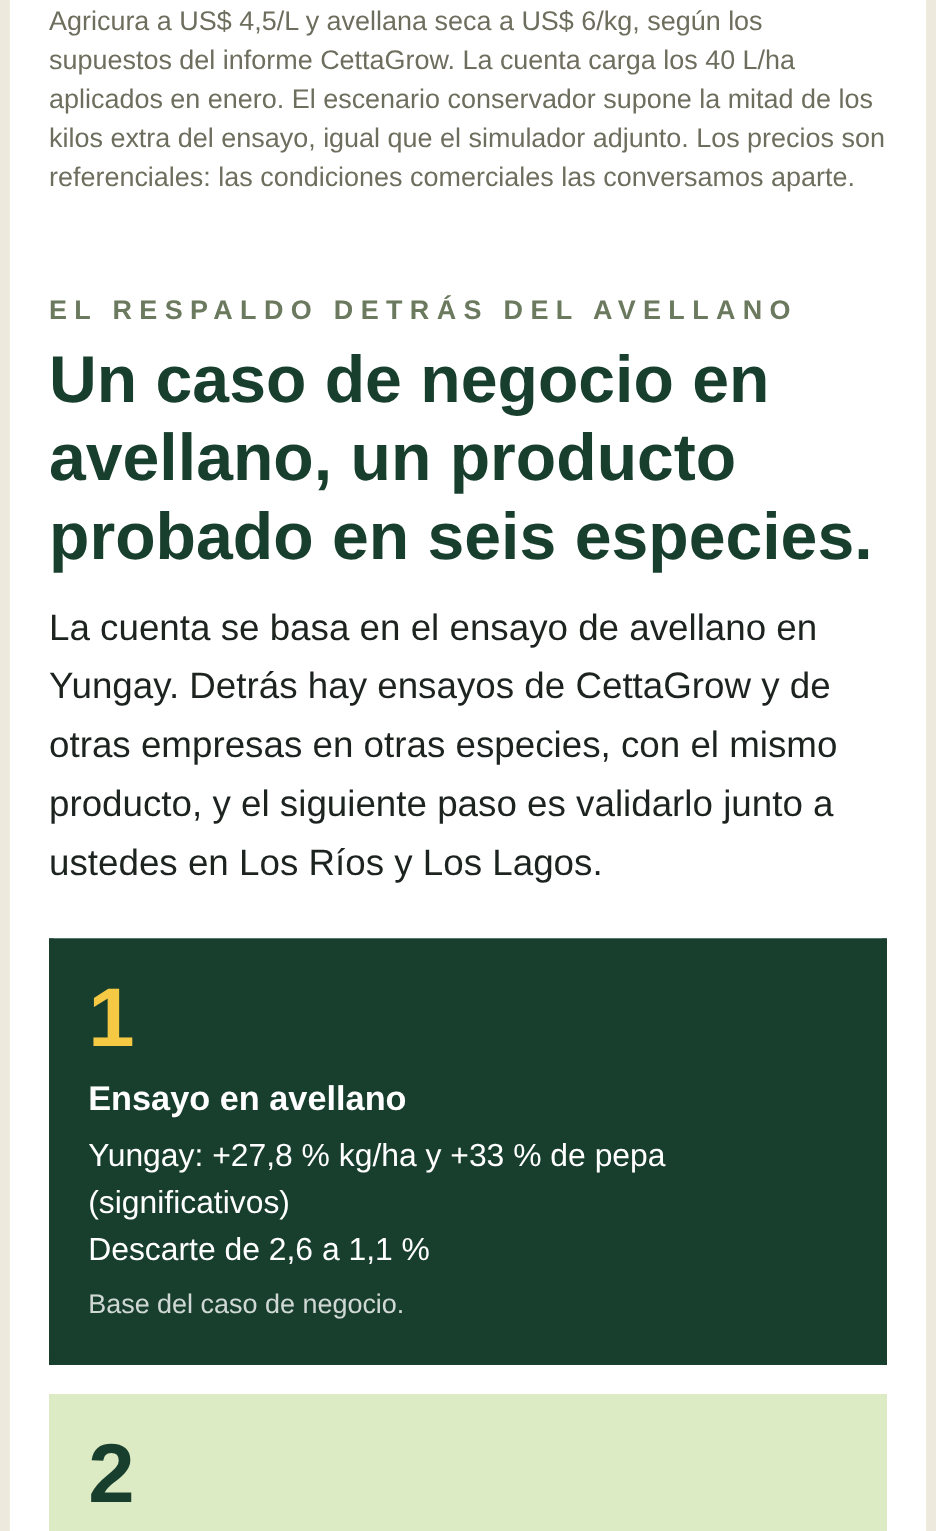 Agricura a US$ 4,5/L y avellana seca a US$ 6/kg, según los
supuestos del informe CettaGrow. La cuenta carga los 40 L/ha
aplicados en enero. El escenario conservador supone la mitad de los
kilos extra del ensayo, igual que el simulador adjunto. Los precios son
referenciales: las condiciones comerciales las conversamos aparte.
EL RESPALDO DETRÁS DEL AVELLANO
Un caso de negocio en
avellano, un producto
probado en seis especies.
La cuenta se basa en el ensayo de avellano en
Yungay. Detrás hay ensayos de CettaGrow y de
otras empresas en otras especies, con el mismo
producto, y el siguiente paso es validarlo junto a
ustedes en Los Ríos y Los Lagos.
1
Ensayo en avellano
Yungay: +27,8 % kg/ha y +33 % de pepa
(significativos)
Descarte de 2,6 a 1,1 %
Base del caso de negocio.
2